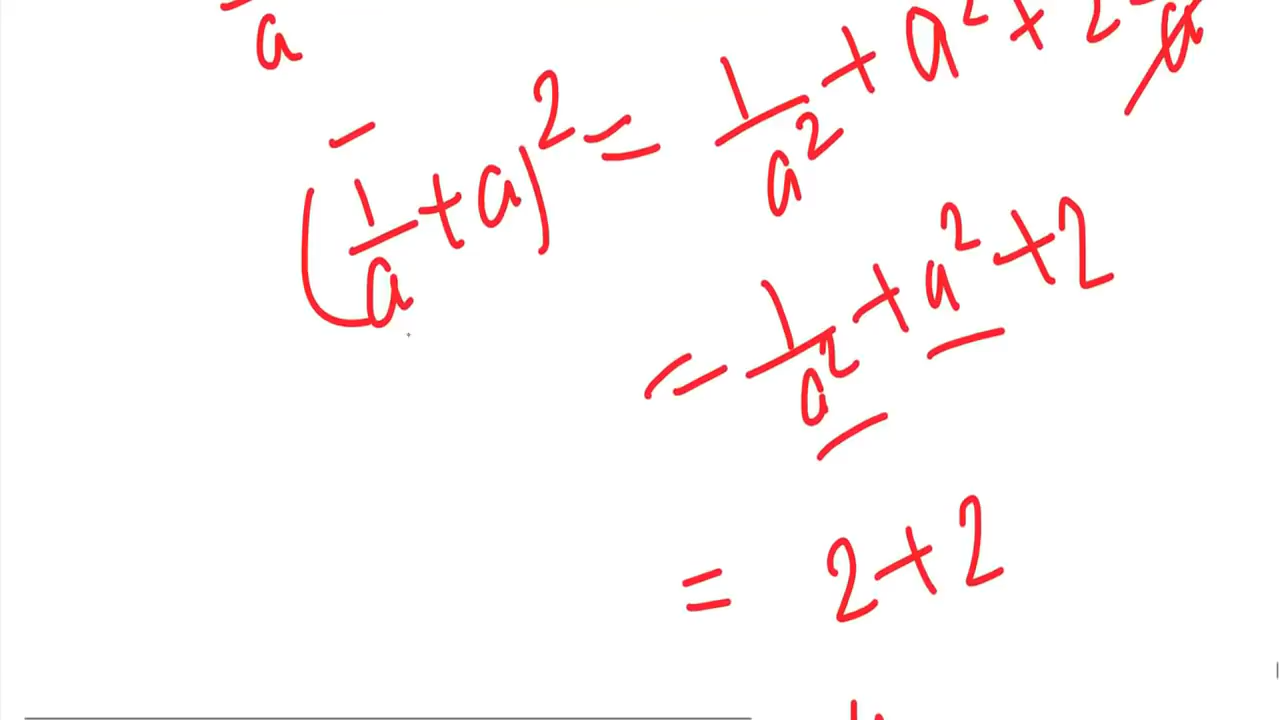 a
(1/a + a)² = 1/a² + a² + 2
= 1/a² + a² + 2
= 2+2